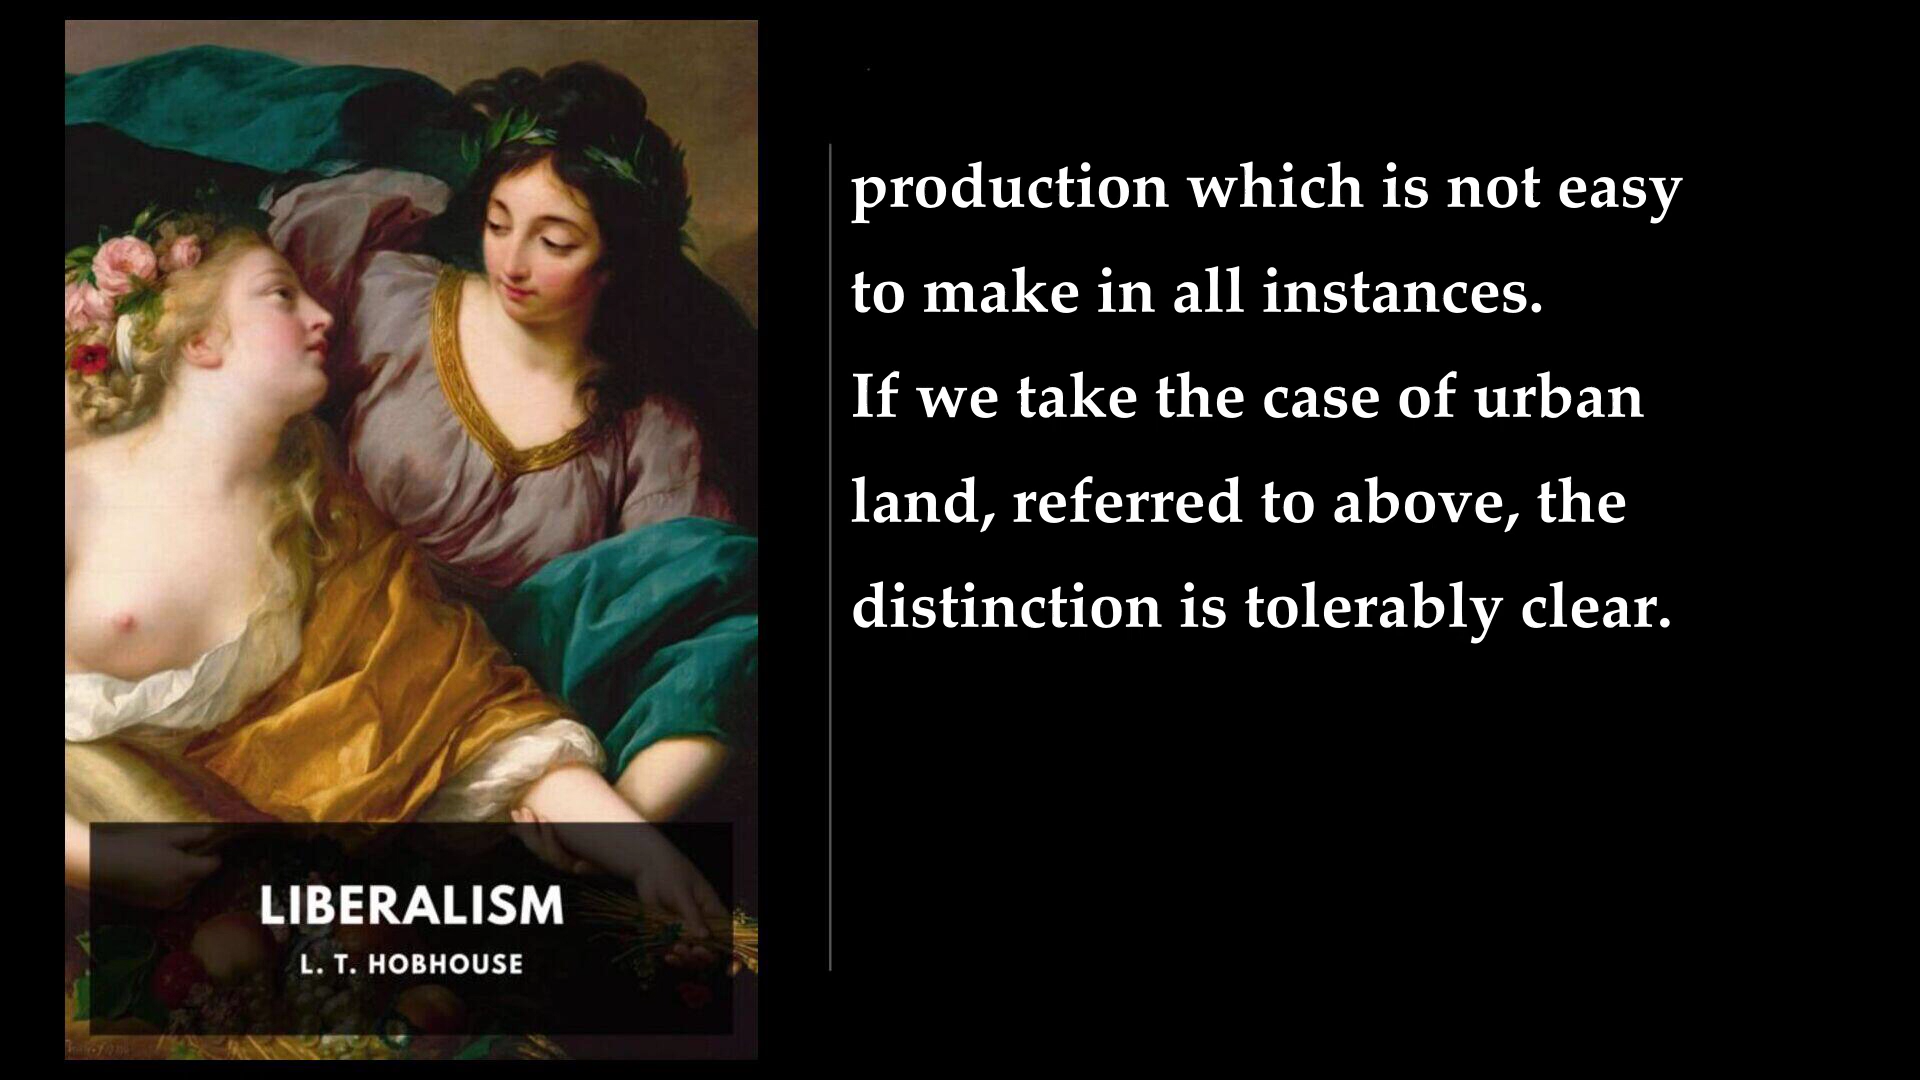 production which is not easy
to make in all instances.
If we take the case of urban
land, referred to above, the
distinction is tolerably clear.
LIBERALISM
L. T. HOBHOUSE